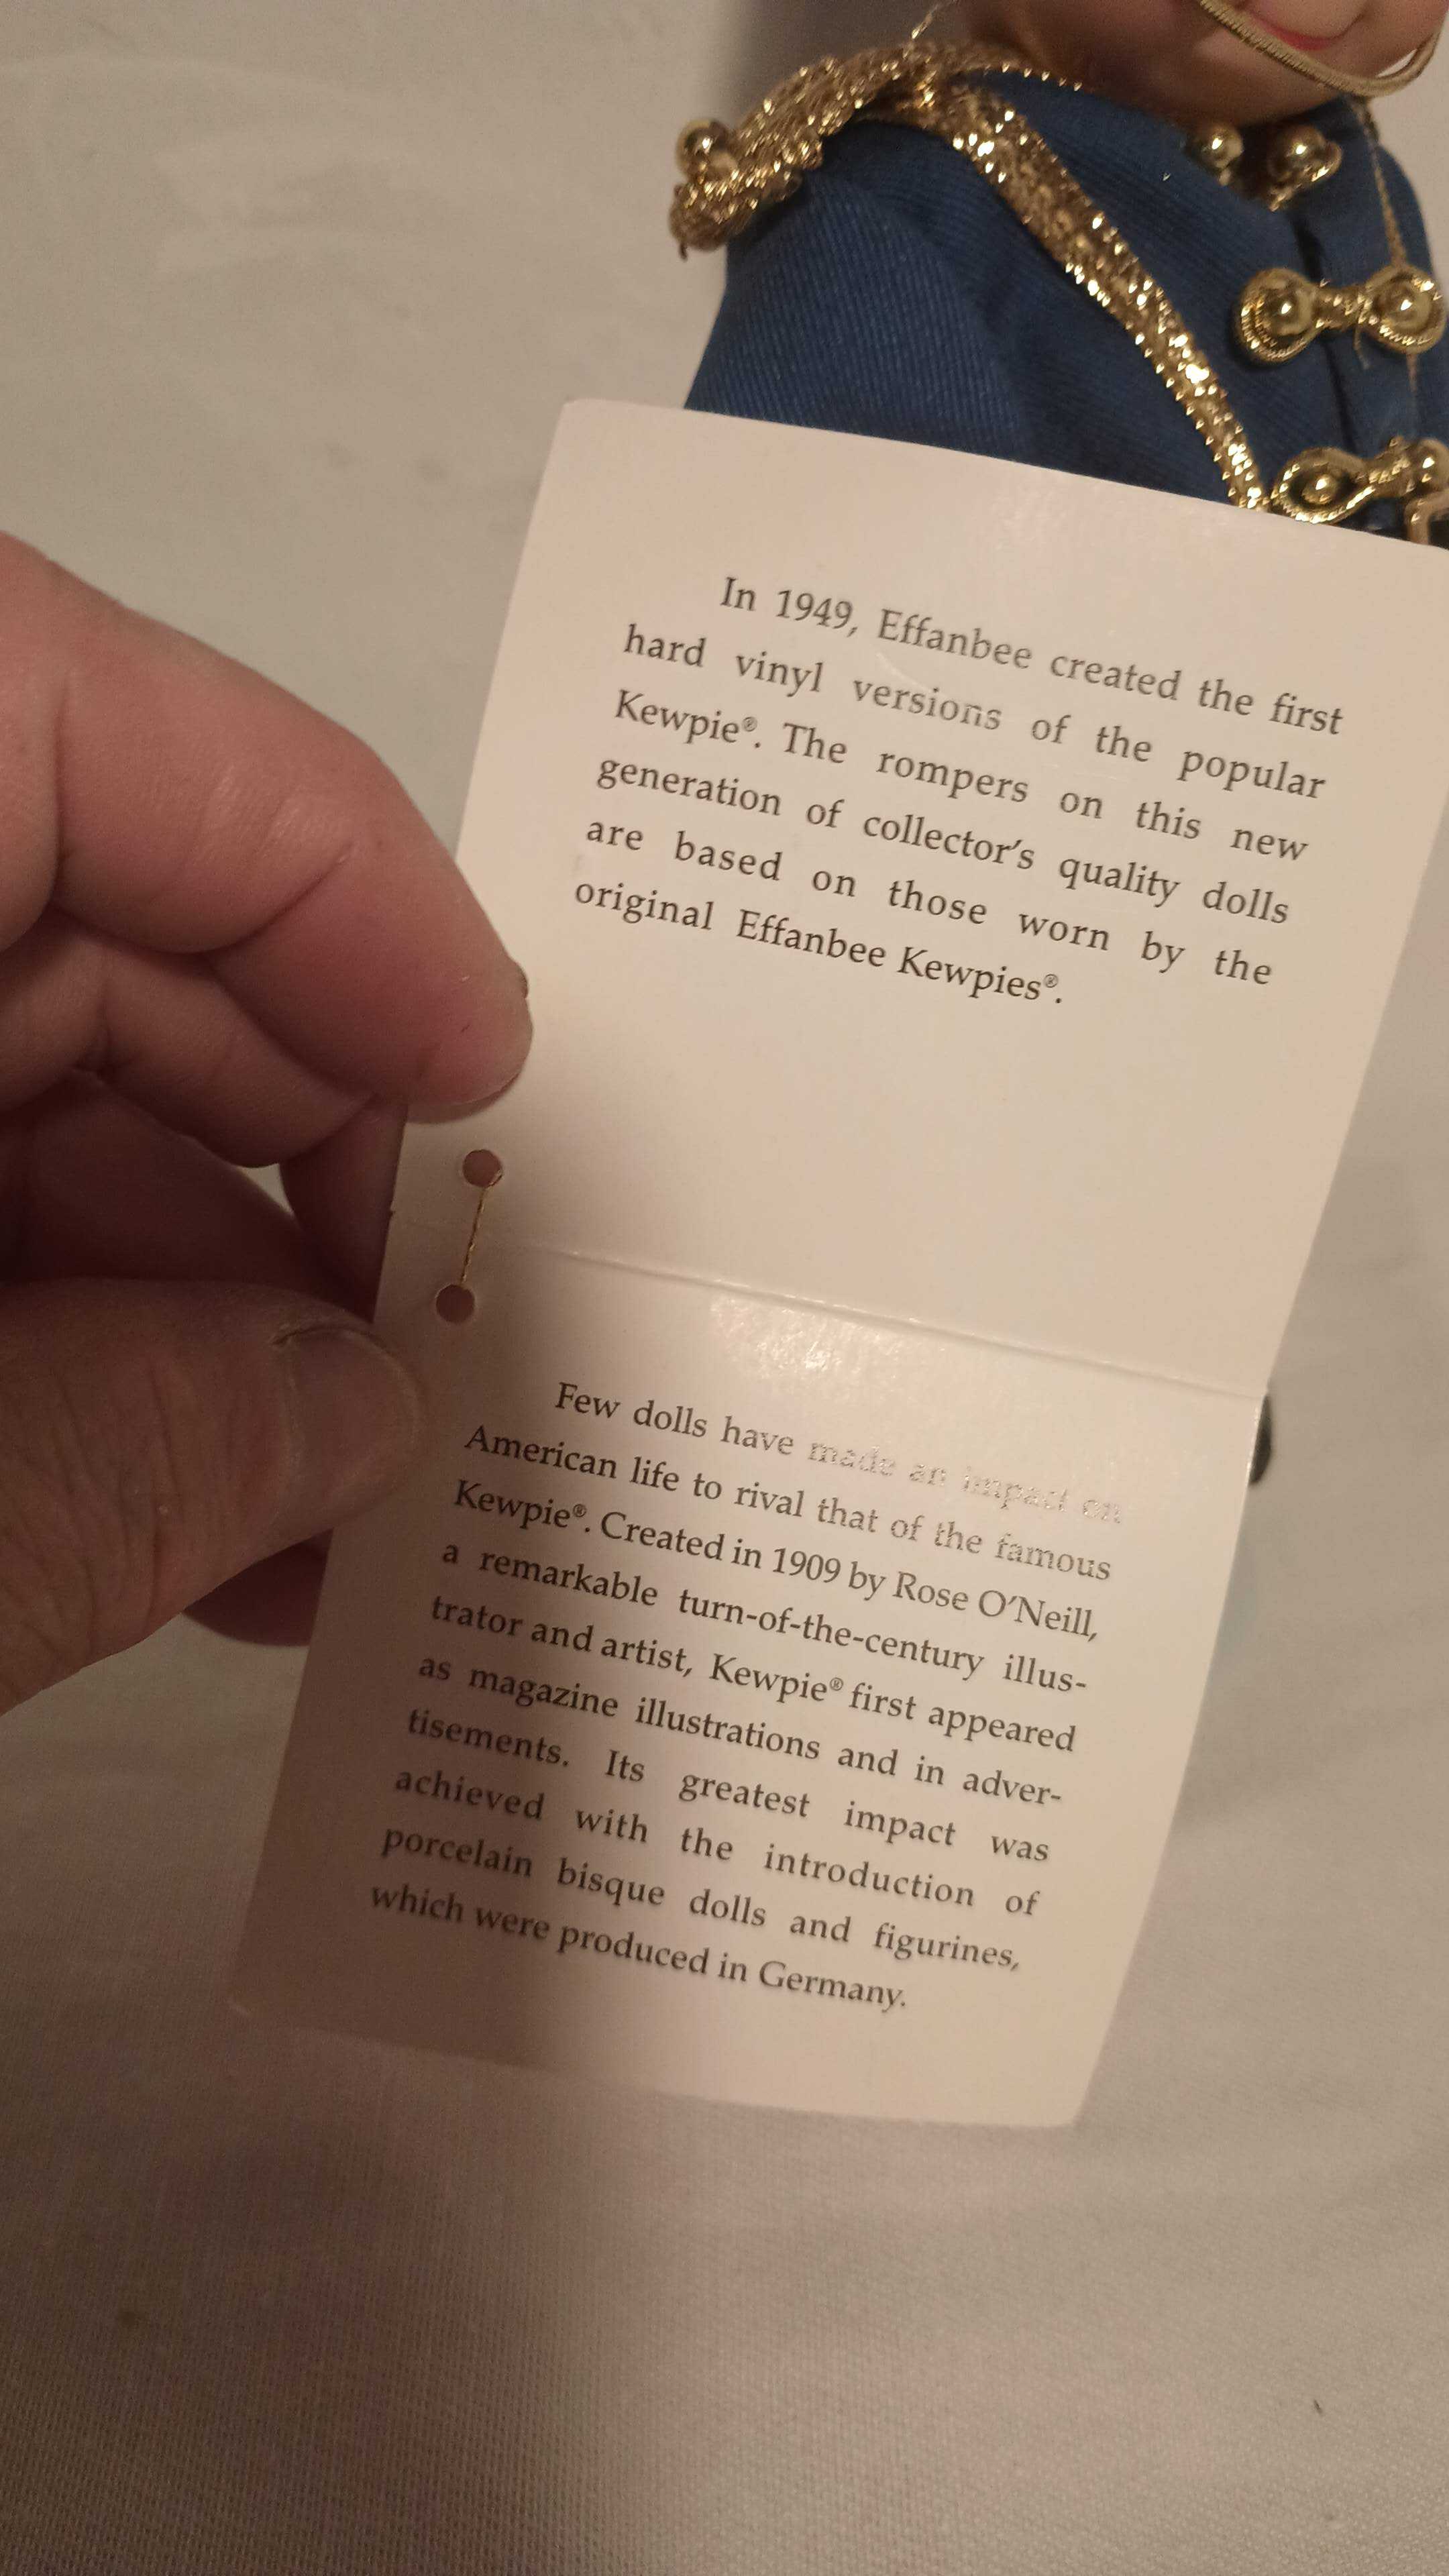 In 1949, Effanbee created the first
hard vinyl versions of the popular
Kewpie®. The rompers on this new
generation of collector's quality dolls
are based on those worn by the
original Effanbee Kewpies®.
Few dolls have made an impact on
American life to rival that of the famous
Kewpie®. Created in 1909 by Rose O'Neill,
a remarkable turn-of-the-century illus-
trator and artist, Kewpie® first appeared
as magazine illustrations and in adver-
tisements. Its greatest impact was
achieved with the introduction of
porcelain bisque dolls and figurines,
which were produced in Germany.